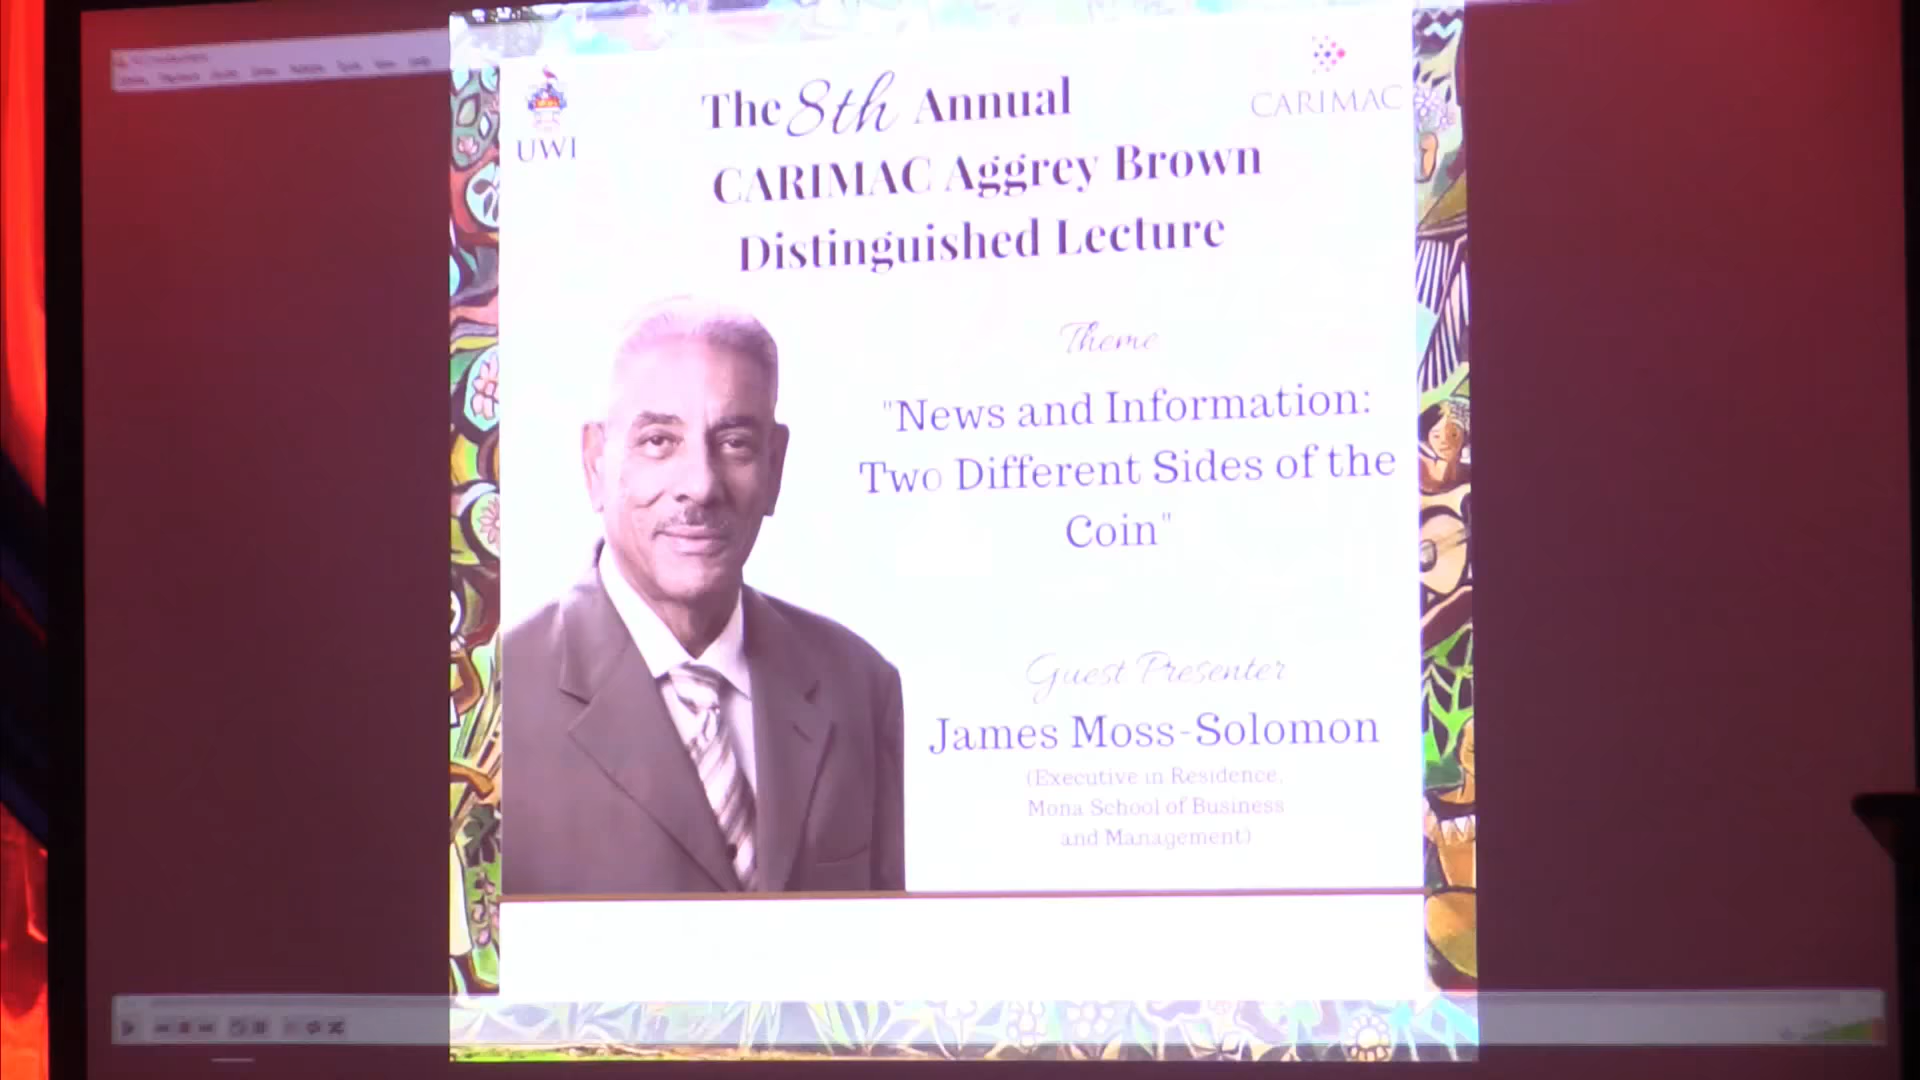 UWI
CARIMAC
The 8th Annual
CARIMAC Aggrey Brown
Distinguished Lecture
Theme
"News and Information:
Two Different Sides of the
Coin"
Guest Presenter
James Moss-Solomon
(Executive in Residence,
Mona School of Business
and Management)